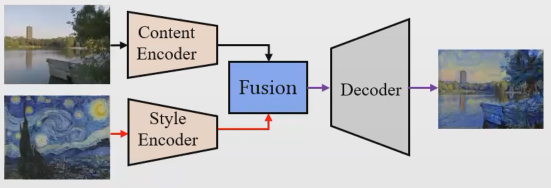 Content
Encoder
Style
Encoder
Fusion
Decoder